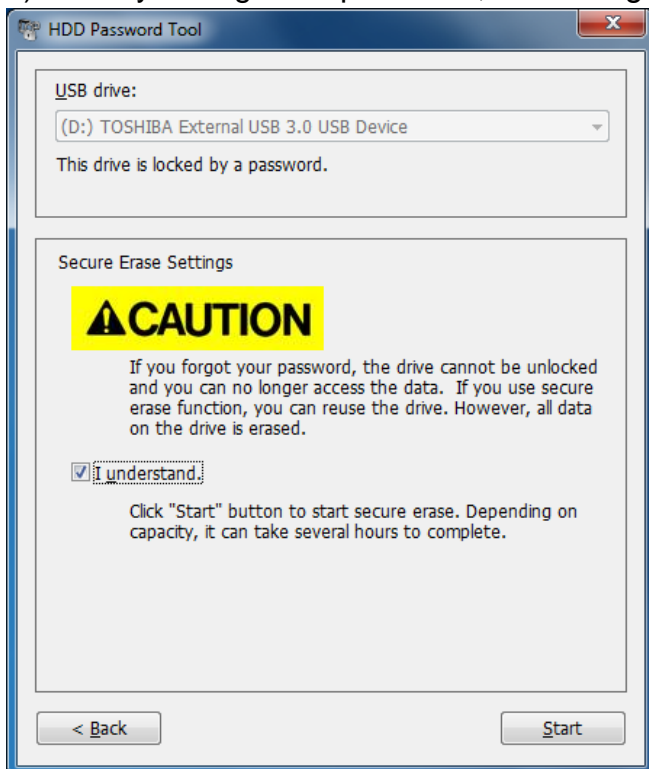 HDD Password Tool
USB drive:
(D:) TOSHIBA External USB 3.0 USB Device
This drive is locked by a password.
Secure Erase Settings
CAUTION
If you forgot your password, the drive cannot be unlocked
and you can no longer access the data. If you use secure
erase function, you can reuse the drive. However, all data
on the drive is erased.
I understand.
Click "Start" button to start secure erase. Depending on
capacity, it can take several hours to complete.
< Back
Start